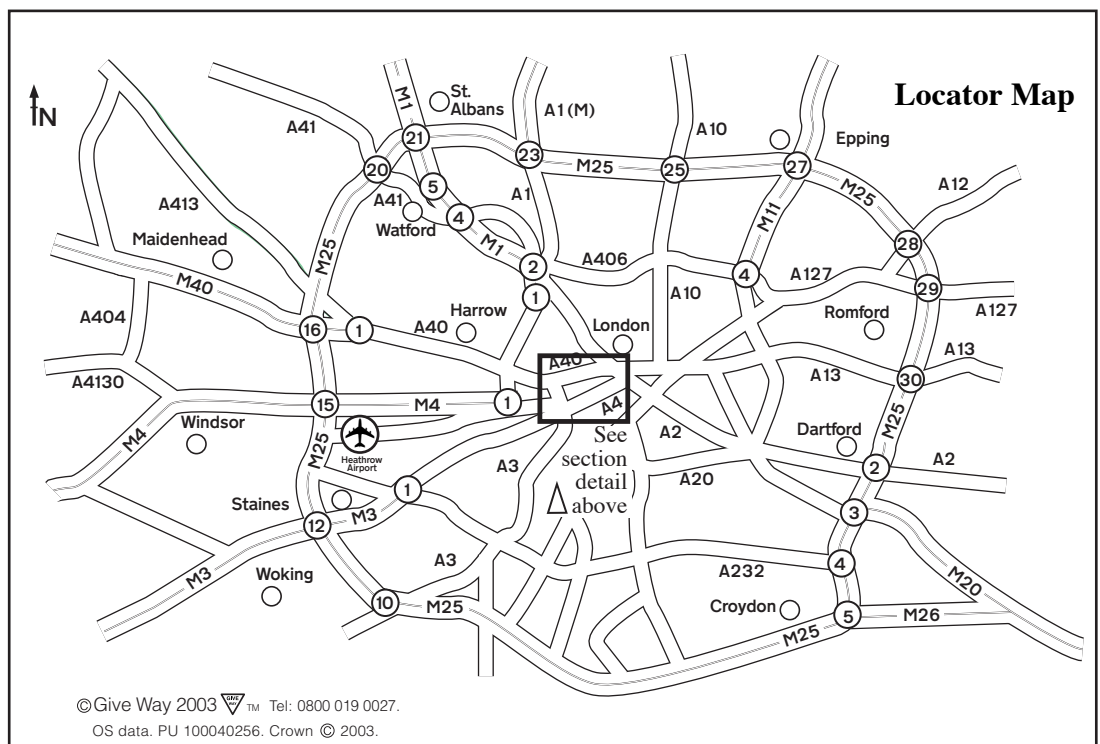 Locator Map
N
St.
Albans
M1
A1(M)
A10
Epping
A41
21
23
M25
25
27
20
M25
A12
5
A1
M11
A41
A413
4
Watford
M1
28
Maidenhead
M25
2
A406
4
A127
29
M40
1
A10
A127
Harrow
Romford
A404
16
1
A40
London
A13
A40
A13
30
A4130
15
M4
1
A4
M25
Windsor
See
A2
Dartford
M4
M25
Heathrow
Airport
A3
section
2
A2
detail
A20
Staines
1
above
3
12
M3
A3
4
A232
M20
M3
Woking
10
M25
Croydon
5
M26
M25
© Give Way 2003 GIVE WAY TM Tel: 0800 019 0027.
OS data. PU 100040256. Crown © 2003.